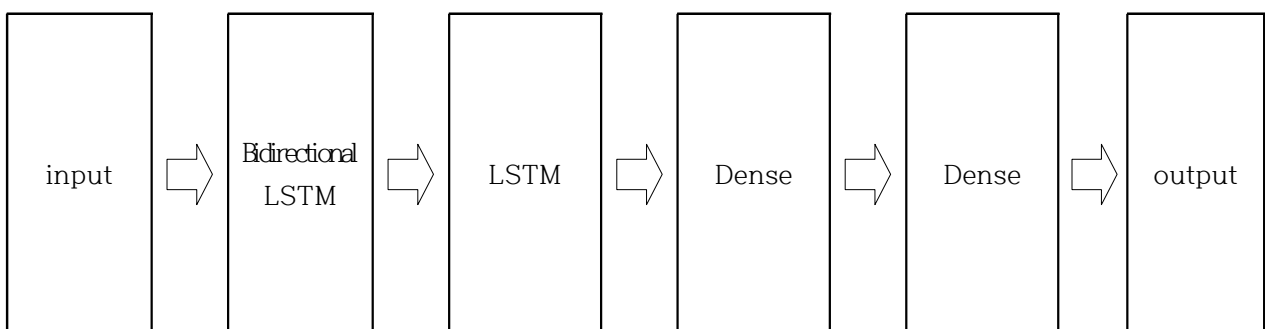 input
Bidirectional
LSTM
LSTM
Dense
Dense
output